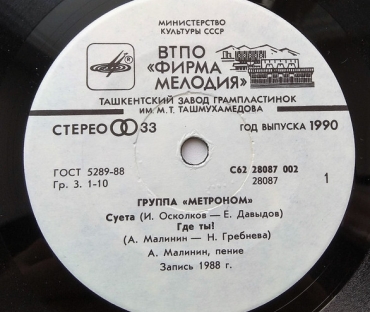 МИНИСТЕРСТВО
КУЛЬТУРЫ СССР
ВТПО
«ФИРМА
МЕЛОДИЯ»
ТАШКЕНТСКИЙ ЗАВОД ГРАМПЛАСТИНОК
ИМ. М. Т. ТАШМУХАМЕДОВА
СТЕРЕО 33
ГОД ВЫПУСКА 1990
ГОСТ 5289-88
Гр. 3. 1-10
С62 28087 002
28087
1
ГРУППА «МЕТРОНОМ»
Суета (И. Осколков — Е. Давыдов)
Где ты!
(А. Малинин — Н. Гребнева)
А. Малинин, пение
Запись 1988 г.